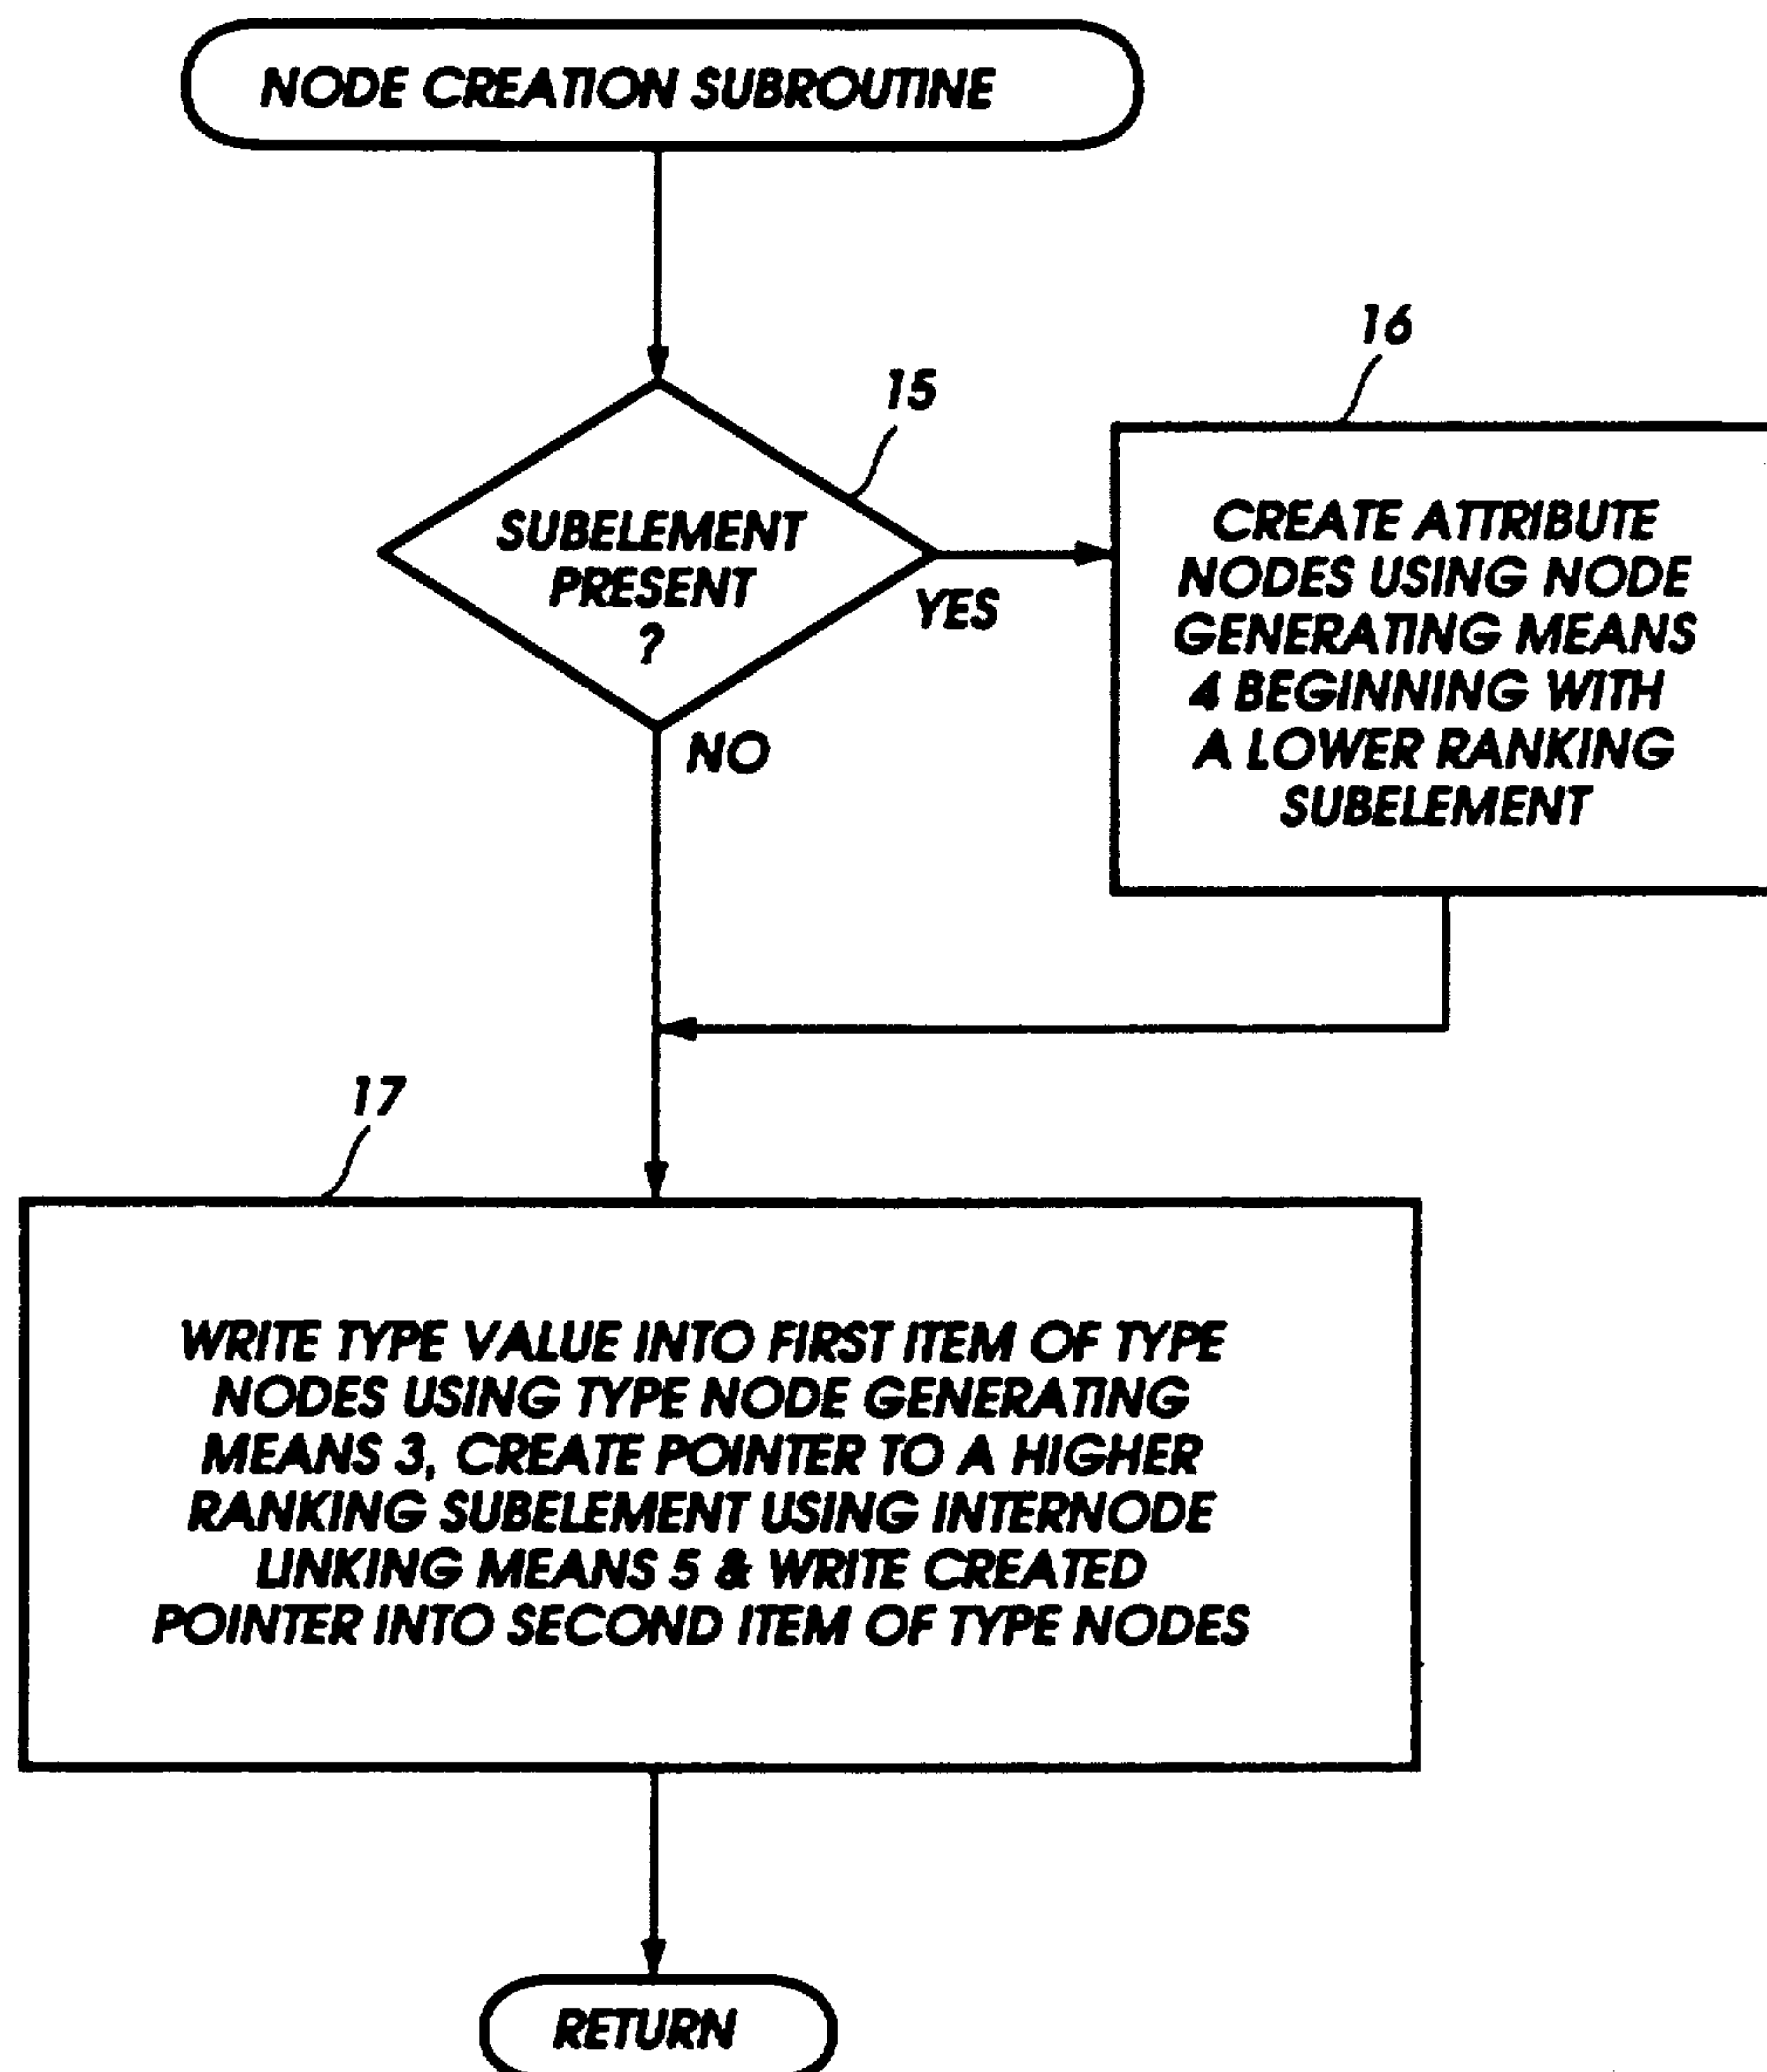 NODE CREATION SUBROUTINE
15
SUBELEMENT
PRESENT
?
YES
NO
16
CREATE ATTRIBUTE
NODES USING NODE
GENERATING MEANS
4 BEGINNING WITH
A LOWER RANKING
SUBELEMENT
17
WRITE TYPE VALUE INTO FIRST ITEM OF TYPE
NODES USING TYPE NODE GENERATING
MEANS 3, CREATE POINTER TO A HIGHER
RANKING SUBELEMENT USING INTERNODE
LINKING MEANS 5 & WRITE CREATED
POINTER INTO SECOND ITEM OF TYPE NODES
RETURN